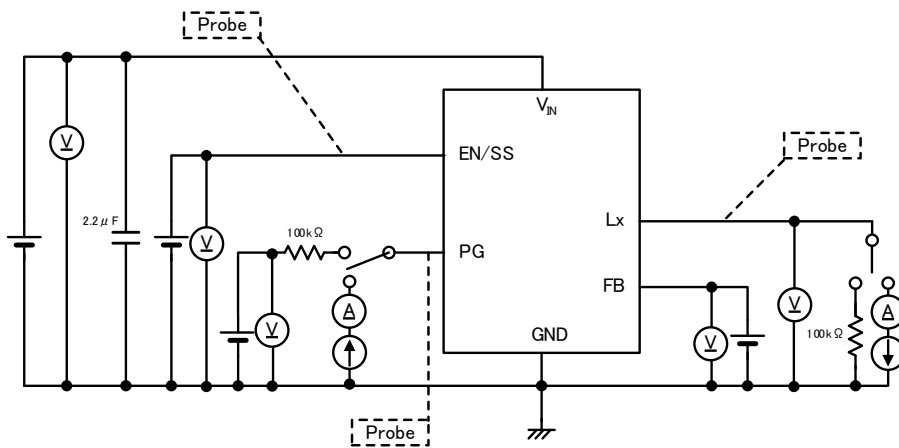 Probe
V_IN
V
EN/SS
Probe
2.2μF
Lx
V
100kΩ
PG
FB
A
V
V
GND
V
100kΩ
A
Probe